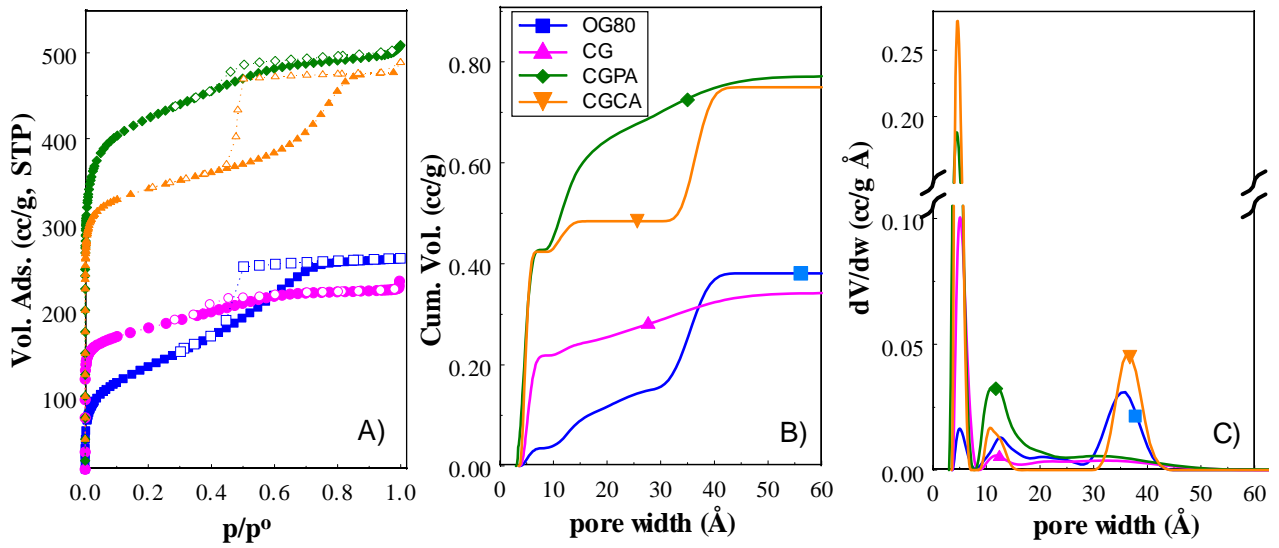 500
400
300
200
100
Vol. Ads. (cc/g, STP)
0.0 0.2 0.4 0.6 0.8 1.0
p/pº
A)
OG80
CG
CGPA
CGCA
0.80
0.60
0.40
0.20
0.00
Cum. Vol. (cc/g)
0 10 20 30 40 50 60
pore width (Å)
B)
0.25
0.20
0.10
0.05
0.00
dV/dw (cc/g Å)
0 10 20 30 40 50 60
pore width (Å)
C)